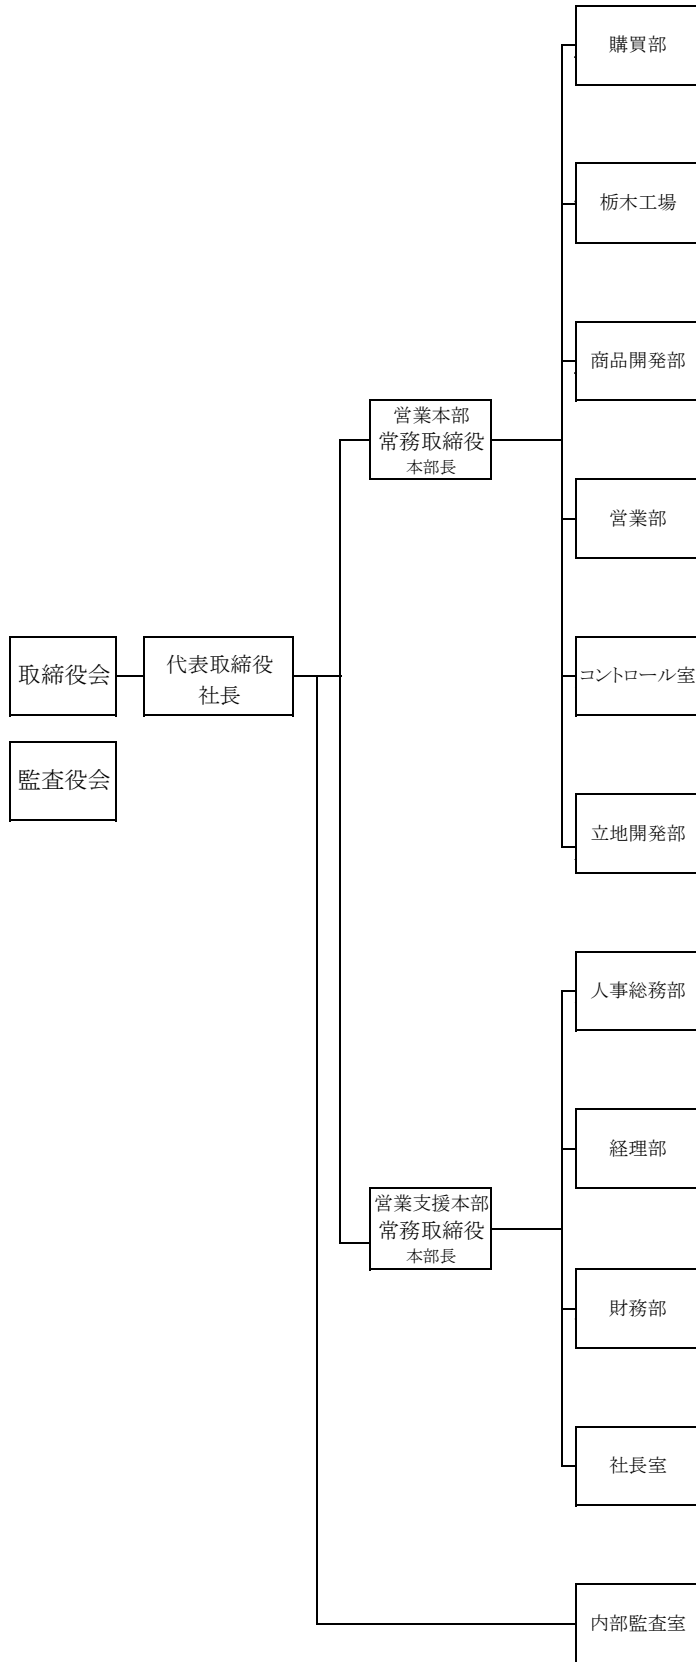 購買部
栃木工場
商品開発部
営業本部
常務取締役
本部長
営業部
取締役会
代表取締役
社長
コントロール室
監査役会
立地開発部
人事総務部
経理部
営業支援本部
常務取締役
本部長
財務部
社長室
内部監査室